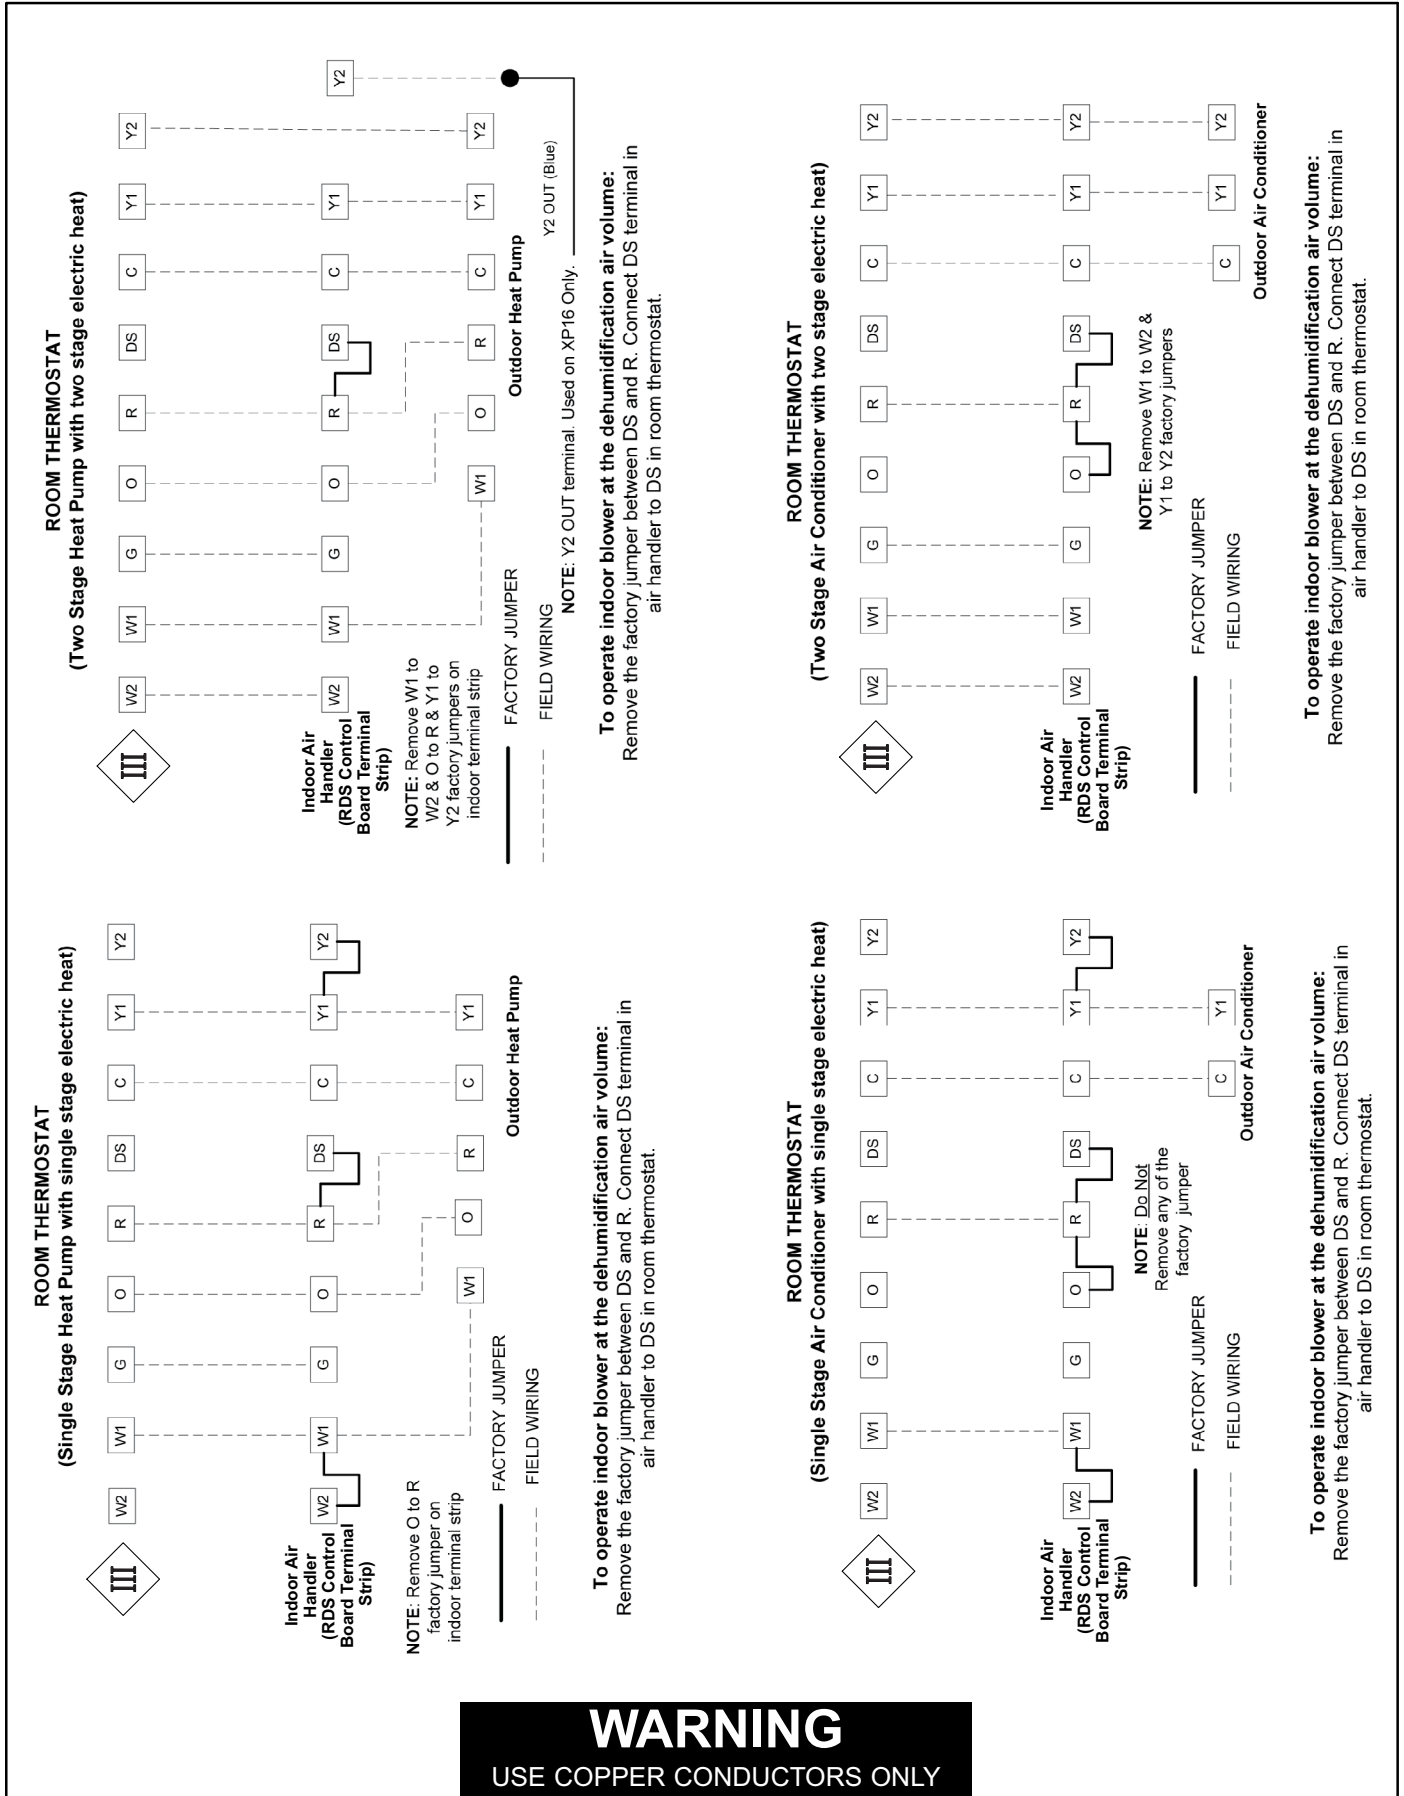 ROOM THERMOSTAT
(Single Stage Heat Pump with single stage electric heat)
III
W2 W1 G O R DS C Y1 Y2
Indoor Air
Handler
(RDS Control
Board Terminal
Strip)
W2 W1 G O R DS C Y1 Y2
NOTE: Remove O to R
factory jumper on
indoor terminal strip
W1 O R C Y1
Outdoor Heat Pump
FACTORY JUMPER
FIELD WIRING
To operate indoor blower at the dehumidification air volume:
Remove the factory jumper between DS and R. Connect DS terminal in
air handler to DS in room thermostat.
ROOM THERMOSTAT
(Two Stage Heat Pump with two stage electric heat)
III
W2 W1 G O R DS C Y1 Y2
Indoor Air
Handler
(RDS Control
Board Terminal
Strip)
W2 W1 G O R DS C Y1 Y2
NOTE: Remove W1 to
W2 & O to R & Y1 to
Y2 factory jumpers on
indoor terminal strip
W1 O R C Y1 Y2
Outdoor Heat Pump
FACTORY JUMPER
FIELD WIRING
Y2 OUT (Blue)
NOTE: Y2 OUT terminal. Used on XP16 Only.
To operate indoor blower at the dehumidification air volume:
Remove the factory jumper between DS and R. Connect DS terminal in
air handler to DS in room thermostat.
ROOM THERMOSTAT
(Single Stage Air Conditioner with single stage electric heat)
III
W2 W1 G O R DS C Y1 Y2
Indoor Air
Handler
(RDS Control
Board Terminal
Strip)
W2 W1 G O R DS C Y1 Y2
NOTE: Do Not
Remove any of the
factory jumper
C Y1
Outdoor Air Conditioner
FACTORY JUMPER
FIELD WIRING
To operate indoor blower at the dehumidification air volume:
Remove the factory jumper between DS and R. Connect DS terminal in
air handler to DS in room thermostat.
ROOM THERMOSTAT
(Two Stage Air Conditioner with two stage electric heat)
III
W2 W1 G O R DS C Y1 Y2
Indoor Air
Handler
(RDS Control
Board Terminal
Strip)
W2 W1 G O R DS C Y1 Y2
NOTE: Remove W1 to W2 &
Y1 to Y2 factory jumpers
C Y1 Y2
Outdoor Air Conditioner
FACTORY JUMPER
FIELD WIRING
To operate indoor blower at the dehumidification air volume:
Remove the factory jumper between DS and R. Connect DS terminal in
air handler to DS in room thermostat.
WARNING
USE COPPER CONDUCTORS ONLY